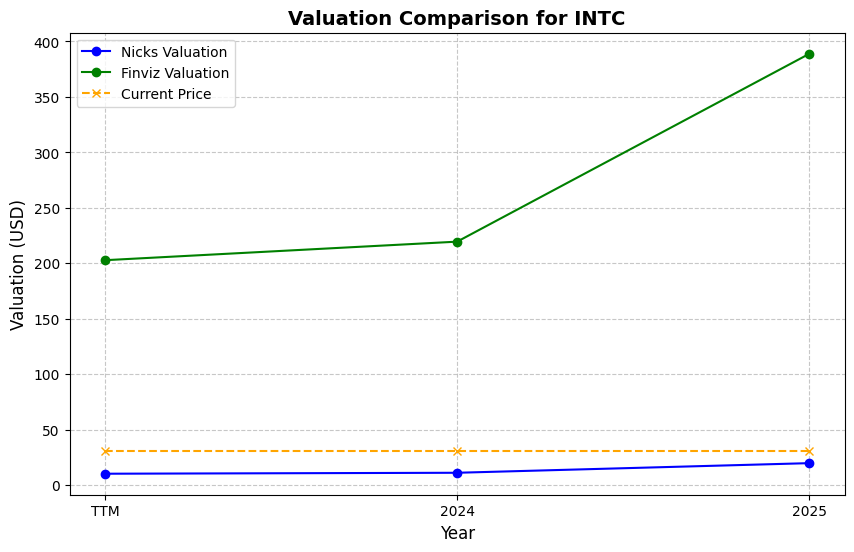 Valuation Comparison for INTC
Nicks Valuation
Finviz Valuation
Current Price
Valuation (USD)
400
350
300
250
200
150
100
50
0
TTM
2024
2025
Year